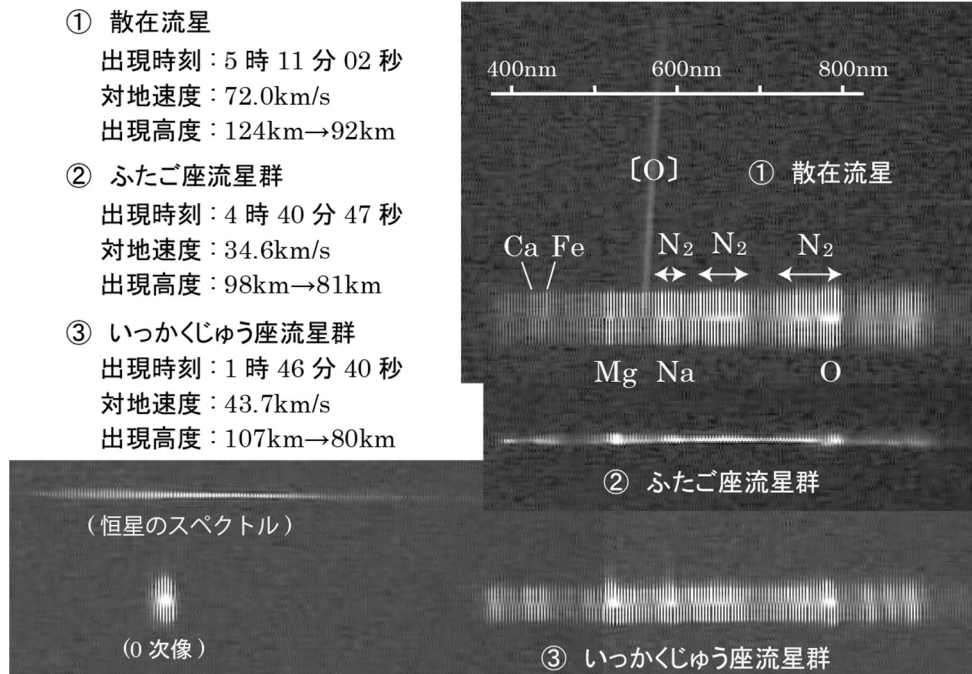 ① 散在流星
出現時刻：5 時 11 分 02 秒
対地速度：72.0km/s
出現高度：124km→92km
② ふたご座流星群
出現時刻：4 時 40 分 47 秒
対地速度：34.6km/s
出現高度：98km→81km
③ いっかくじゅう座流星群
出現時刻：1 時 46 分 40 秒
対地速度：43.7km/s
出現高度：107km→80km
400nm 600nm 800nm
〔O〕 ① 散在流星
Ca Fe N₂ N₂ N₂
Mg Na O
② ふたご座流星群
（恒星のスペクトル）
（0 次像）
③ いっかくじゅう座流星群